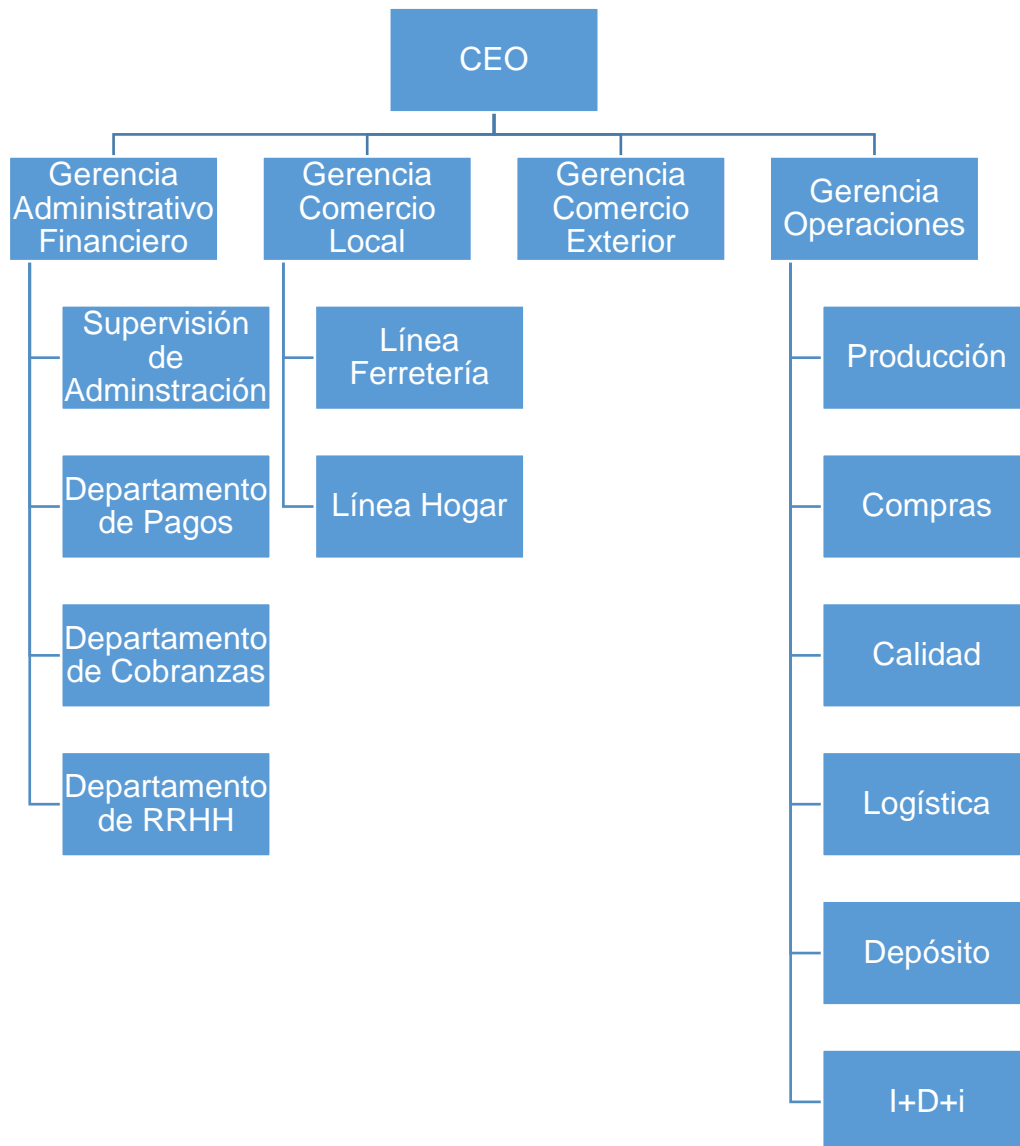 CEO
Gerencia
Administrativo
Financiero
Gerencia
Comercio
Local
Gerencia
Comercio
Exterior
Gerencia
Operaciones
Supervisión
de
Adminstración
Departamento
de Pagos
Departamento
de Cobranzas
Departamento
de RRHH
Línea
Ferretería
Línea Hogar
Producción
Compras
Calidad
Logística
Depósito
I+D+i